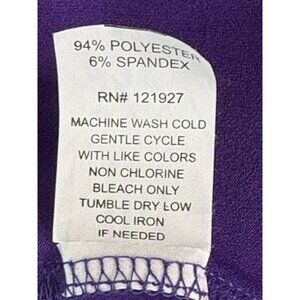 94% POLYESTER
6% SPANDEX
RN# 121927
MACHINE WASH COLD
GENTLE CYCLE
WITH LIKE COLORS
NON CHLORINE
BLEACH ONLY
TUMBLE DRY LOW
COOL IRON
IF NEEDED